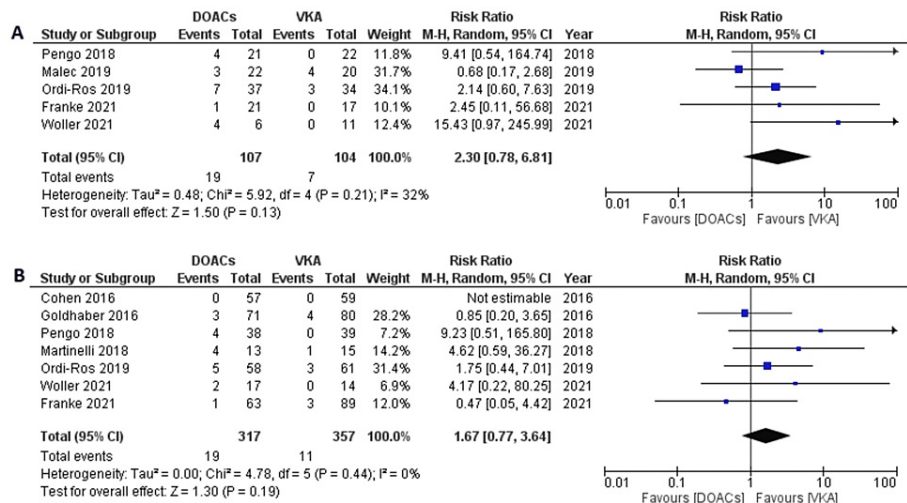 A
DOACs VKA Risk Ratio Risk Ratio
Study or Subgroup Events Total Events Total Weight M-H, Random, 95% CI Year M-H, Random, 95% CI
Pengo 2018 4 21 0 22 11.8% 9.41 [0.54, 164.74] 2018
Malec 2019 3 22 4 20 31.7% 0.68 [0.17, 2.68] 2019
Ordi-Ros 2019 7 37 3 34 34.1% 2.14 [0.60, 7.63] 2019
Franke 2021 1 21 0 17 10.1% 2.45 [0.11, 56.68] 2021
Woller 2021 4 6 0 11 12.4% 15.43 [0.97, 245.99] 2021
Total (95% CI) 107 104 100.0% 2.30 [0.78, 6.81]
Total events 19 7
Heterogeneity: Tau² = 0.48; Chi² = 5.92, df = 4 (P = 0.21); I² = 32%
Test for overall effect: Z = 1.50 (P = 0.13)
0.01 0.1 1 10 100
Favours [DOACs] Favours [VKA]
B
DOACs VKA Risk Ratio Risk Ratio
Study or Subgroup Events Total Events Total Weight M-H, Random, 95% CI Year M-H, Random, 95% CI
Cohen 2016 0 57 0 59 Not estimable 2016
Goldhaber 2016 3 71 4 80 28.2% 0.85 [0.20, 3.65] 2016
Pengo 2018 4 38 0 39 7.2% 9.23 [0.51, 165.80] 2018
Martinelli 2018 4 13 1 15 14.2% 4.62 [0.59, 36.27] 2018
Ordi-Ros 2019 5 58 3 61 31.4% 1.75 [0.44, 7.01] 2019
Woller 2021 2 17 0 14 6.9% 4.17 [0.22, 80.25] 2021
Franke 2021 1 63 3 89 12.0% 0.47 [0.05, 4.42] 2021
Total (95% CI) 317 357 100.0% 1.67 [0.77, 3.64]
Total events 19 11
Heterogeneity: Tau² = 0.00; Chi² = 4.78, df = 5 (P = 0.44); I² = 0%
Test for overall effect: Z = 1.30 (P = 0.19)
0.01 0.1 1 10 100
Favours [DOACs] Favours [VKA]